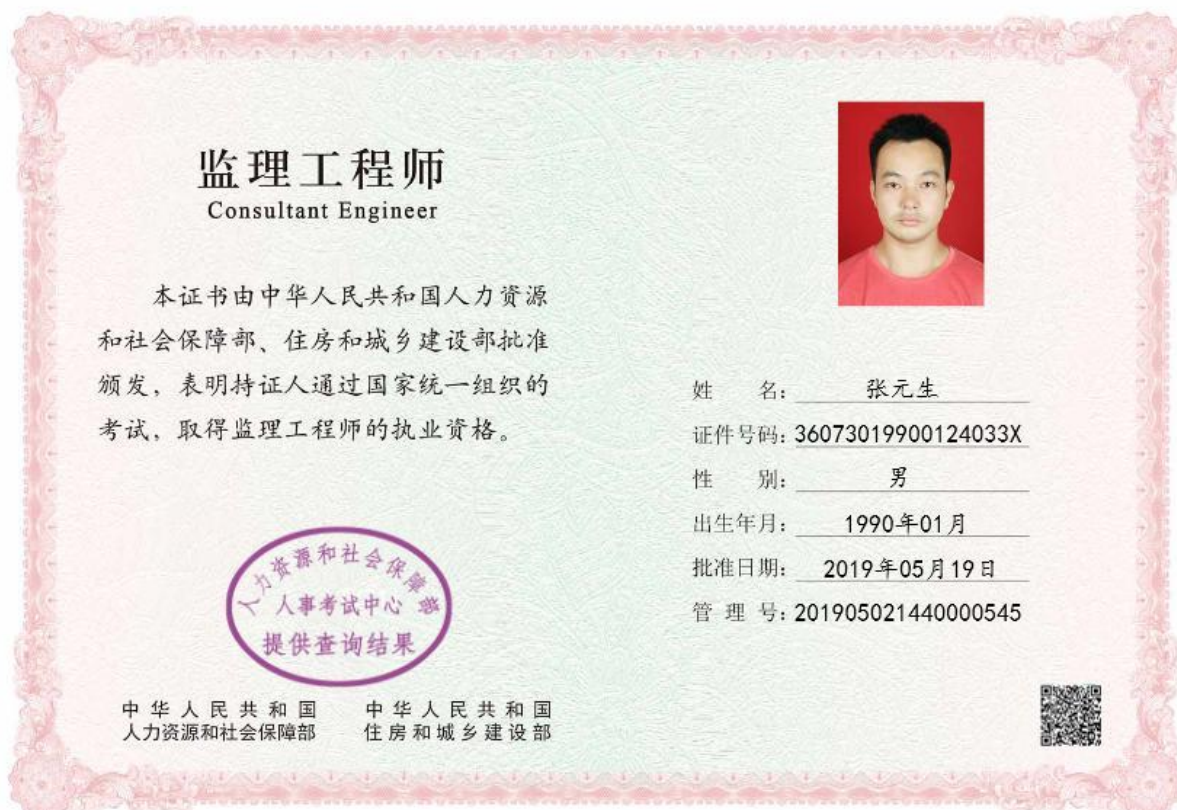 监理工程师
Consultant Engineer
本证书由中华人民共和国人力资源
和社会保障部、住房和城乡建设部批准
颁发，表明持证人通过国家统一组织的
考试，取得监理工程师的执业资格。
人力资源和社会保障部
人事考试中心
提供查询结果
中华人民共和国
人力资源和社会保障部
中华人民共和国
住房和城乡建设部
姓 名：张元生
证件号码：36073019900124033X
性 别：男
出生年月：1990年01月
批准日期：2019年05月19日
管 理 号：201905021440000545